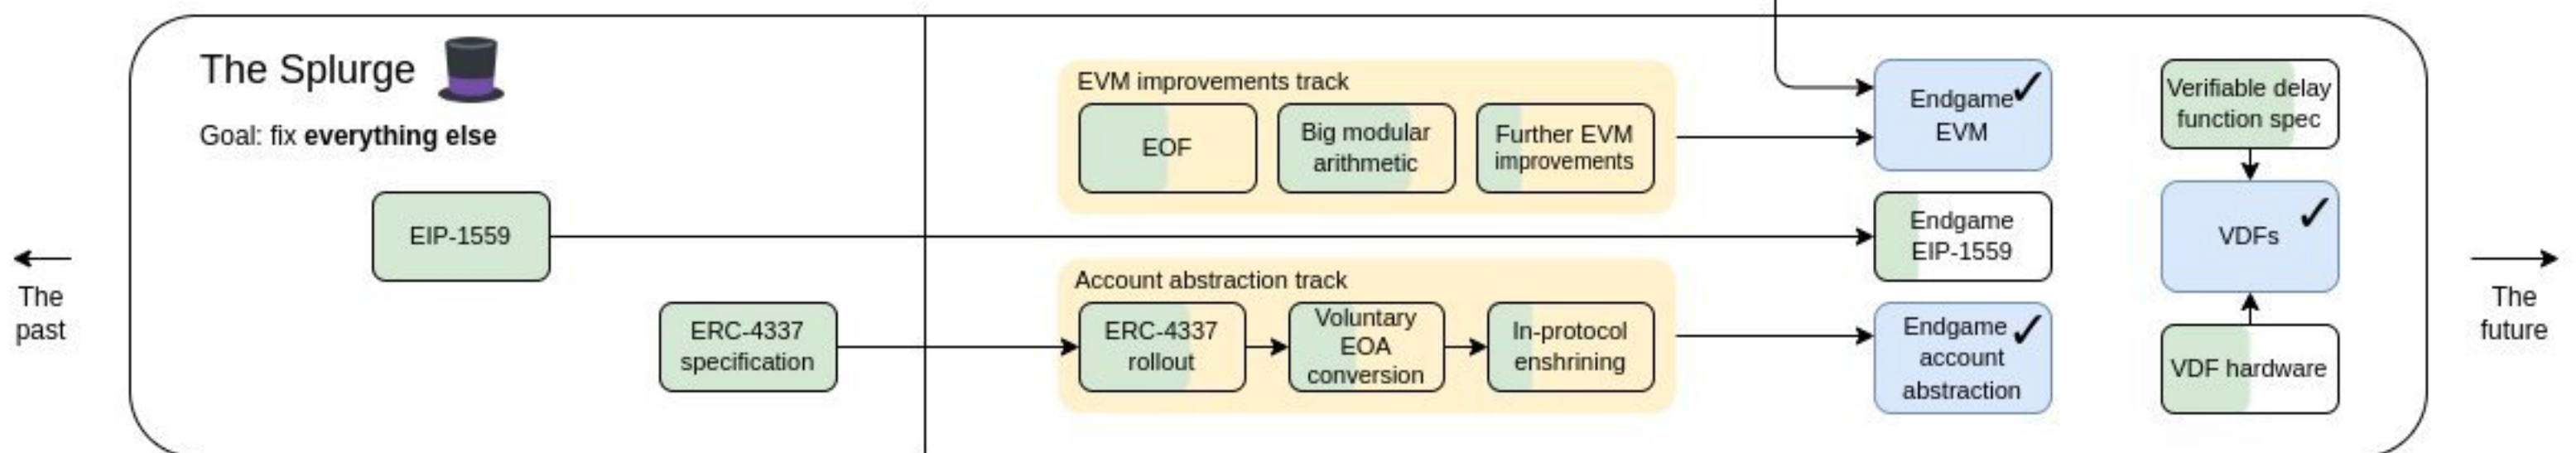 The Splurge
Goal: fix everything else
The
past
EIP-1559
ERC-4337
specification
EVM improvements track
EOF
Big modular
arithmetic
Further EVM
improvements
Account abstraction track
ERC-4337
rollout
Voluntary
EOA
conversion
In-protocol
enshrining
Endgame
EVM
Endgame
EIP-1559
Endgame
account
abstraction
Verifiable delay
function spec
VDFs
VDF hardware
The
future